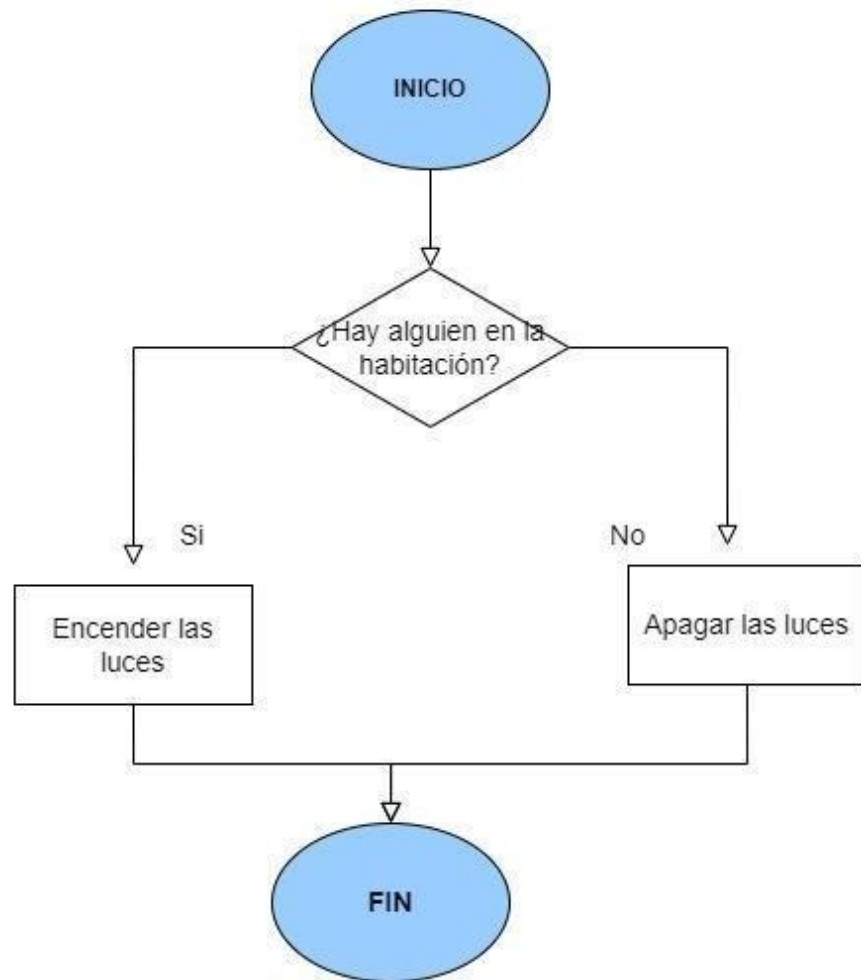 INICIO
¿Hay alguien en la
habitación?
Si
No
Encender las
luces
Apagar las luces
FIN